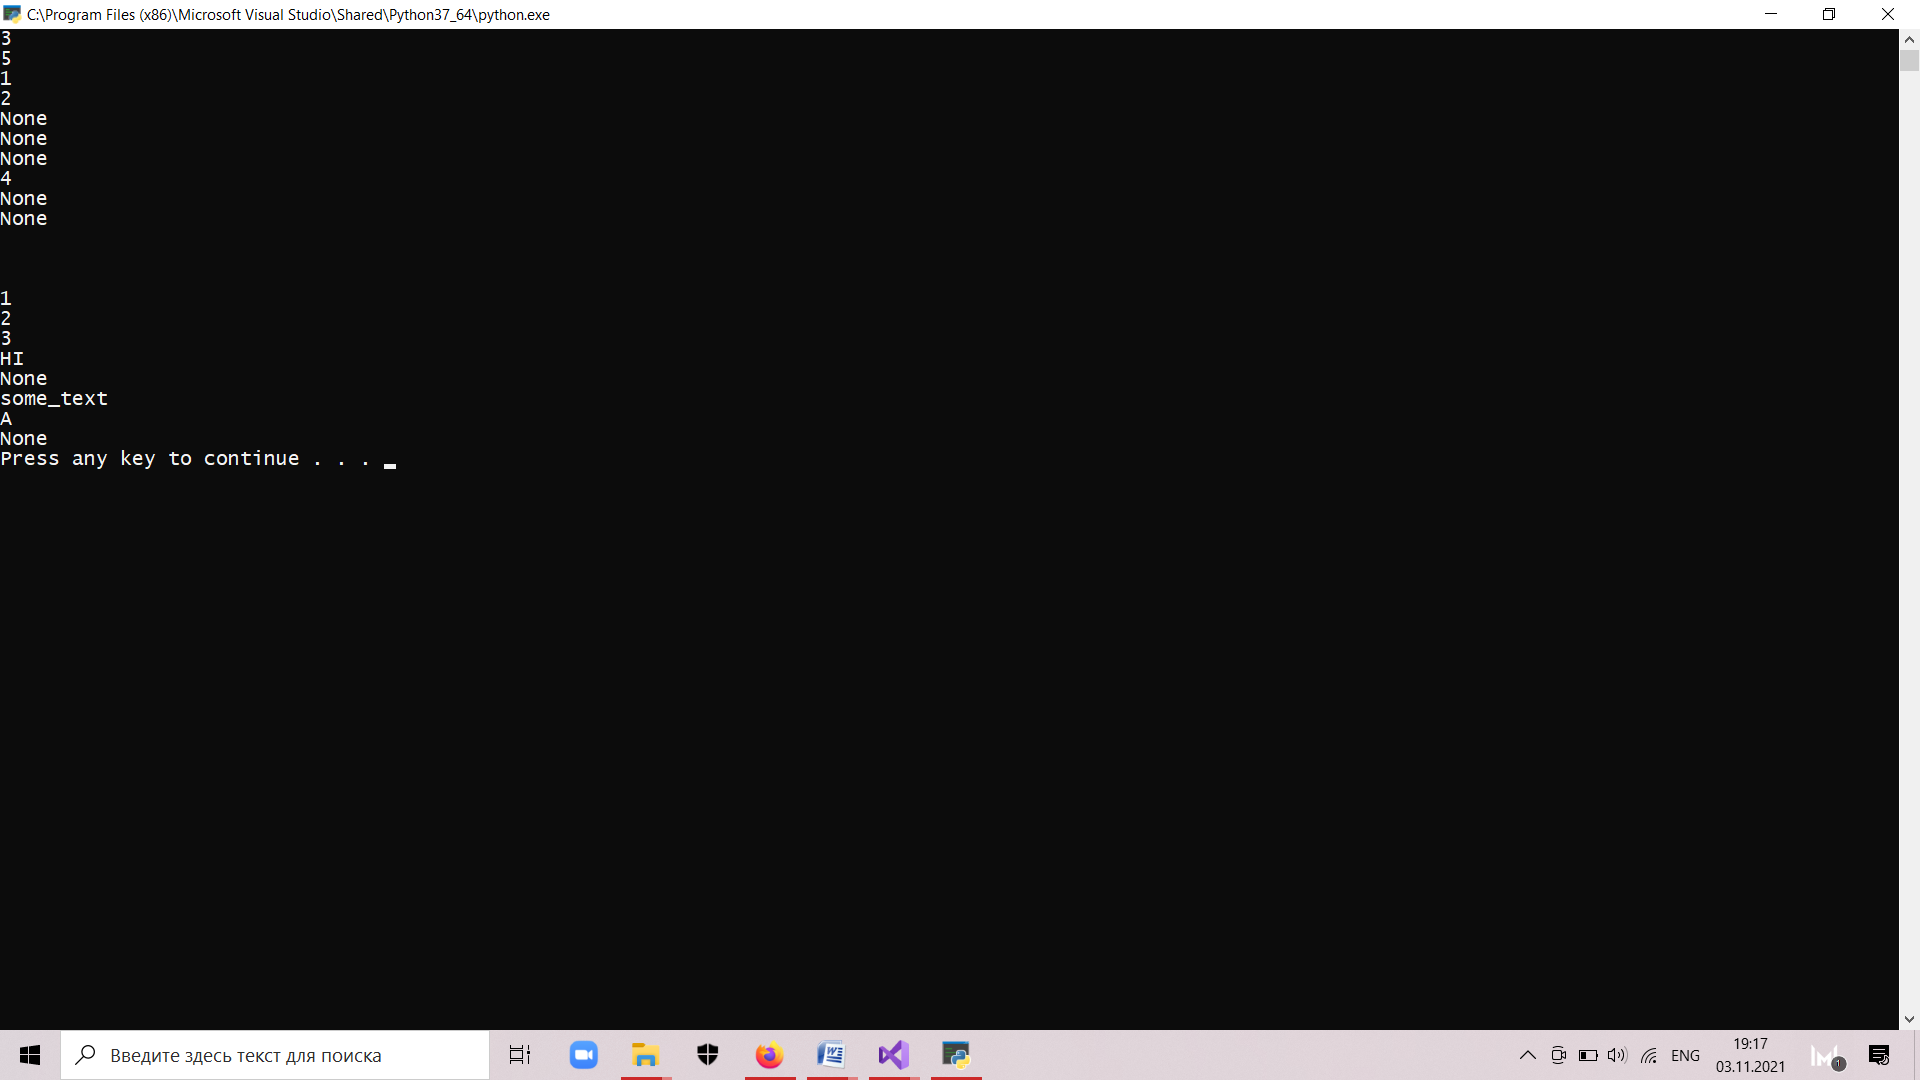 C:\Program Files (x86)\Microsoft Visual Studio\Shared\Python37_64\python.exe
3
5
1
2
None
None
None
4
None
None
1
2
3
HI
None
some_text
A
None
Press any key to continue . . .
Введите здесь текст для поиска
ENG
19:17
03.11.2021
1